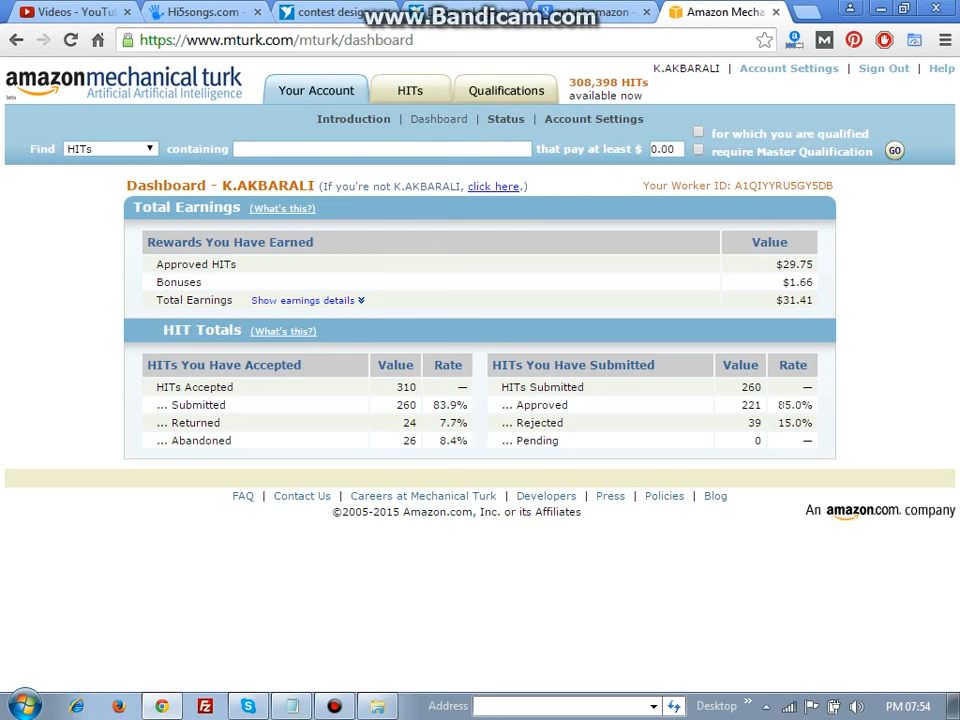 Videos - YouTu
Hi5songs.com -
contest desig
amazon -
Amazon Mecha
www.Bandicam.com
https://www.mturk.com/mturk/dashboard
amazonmechanical turk
beta
Artificial Artificial Intelligence
Your Account
HITs
Qualifications
308,398 HITs
available now
K.AKBARALI | Account Settings | Sign Out | Help
Introduction | Dashboard | Status | Account Settings
Find HITs containing that pay at least $ 0.00
for which you are qualified
require Master Qualification
GO
Dashboard - K.AKBARALI (If you're not K.AKBARALI, click here.)
Your Worker ID: A1QIYYRU5GY5DB
Total Earnings (What's this?)
Rewards You Have Earned Value
Approved HITs $29.75
Bonuses $1.66
Total Earnings Show earnings details $31.41
HIT Totals (What's this?)
HITs You Have Accepted Value Rate
HITs Accepted 310 —
... Submitted 260 83.9%
... Returned 24 7.7%
... Abandoned 26 8.4%
HITs You Have Submitted Value Rate
HITs Submitted 260 —
... Approved 221 85.0%
... Rejected 39 15.0%
... Pending 0 —
FAQ | Contact Us | Careers at Mechanical Turk | Developers | Press | Policies | Blog
©2005-2015 Amazon.com, Inc. or its Affiliates
An amazon.com company
Address
Desktop »
PM 07:54